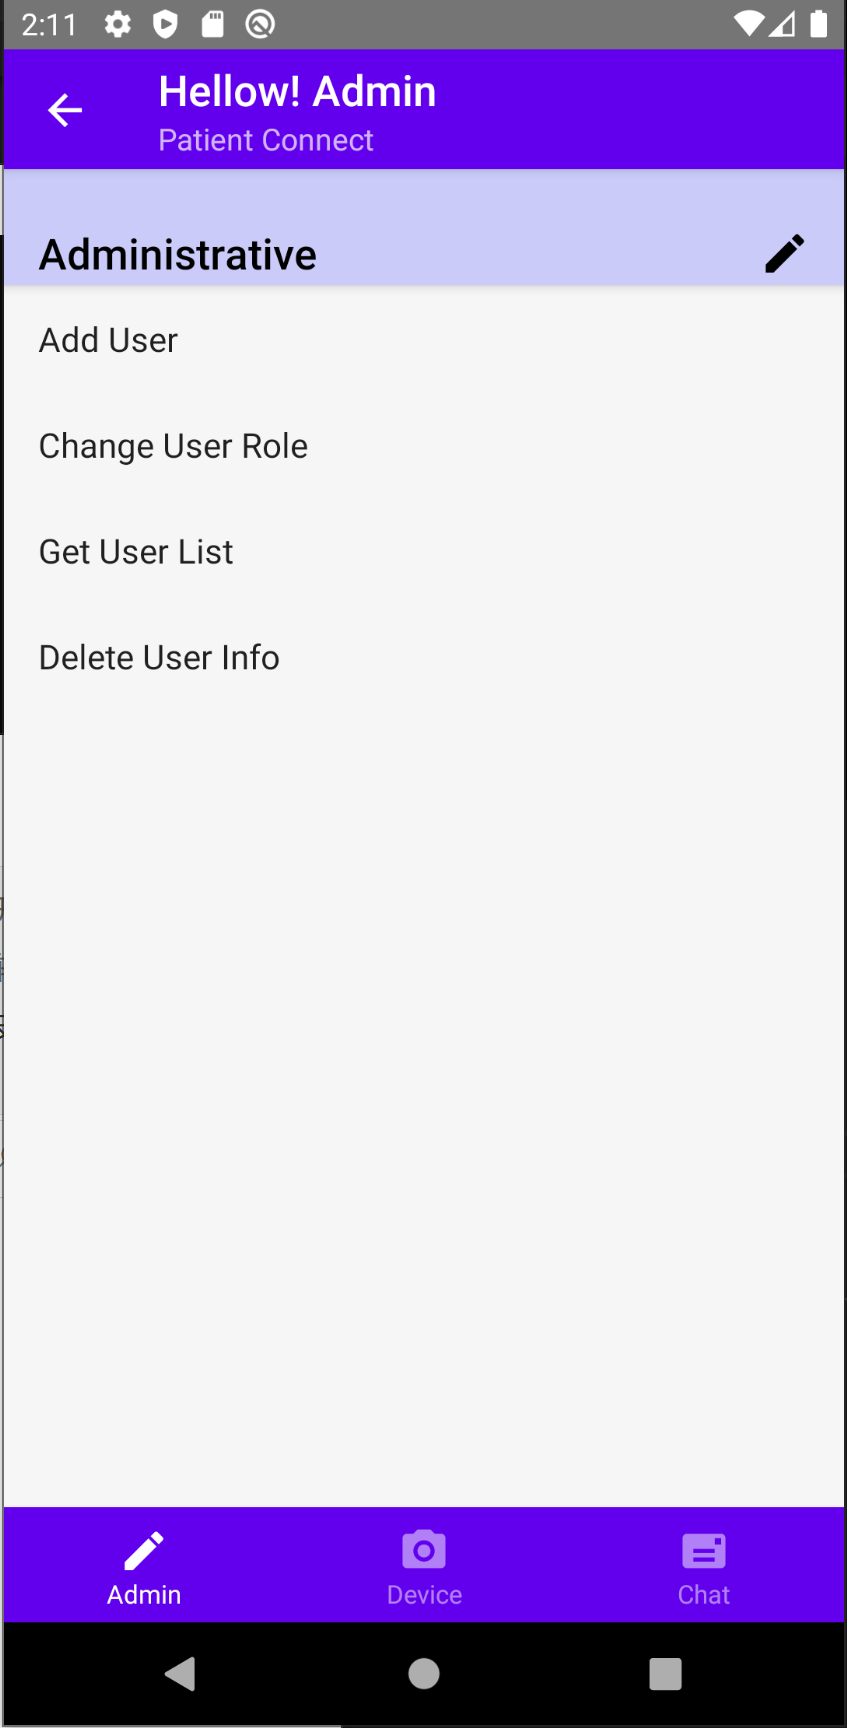 2:11
Hellow! Admin
Patient Connect
Administrative
Add User
Change User Role
Get User List
Delete User Info
Admin
Device
Chat